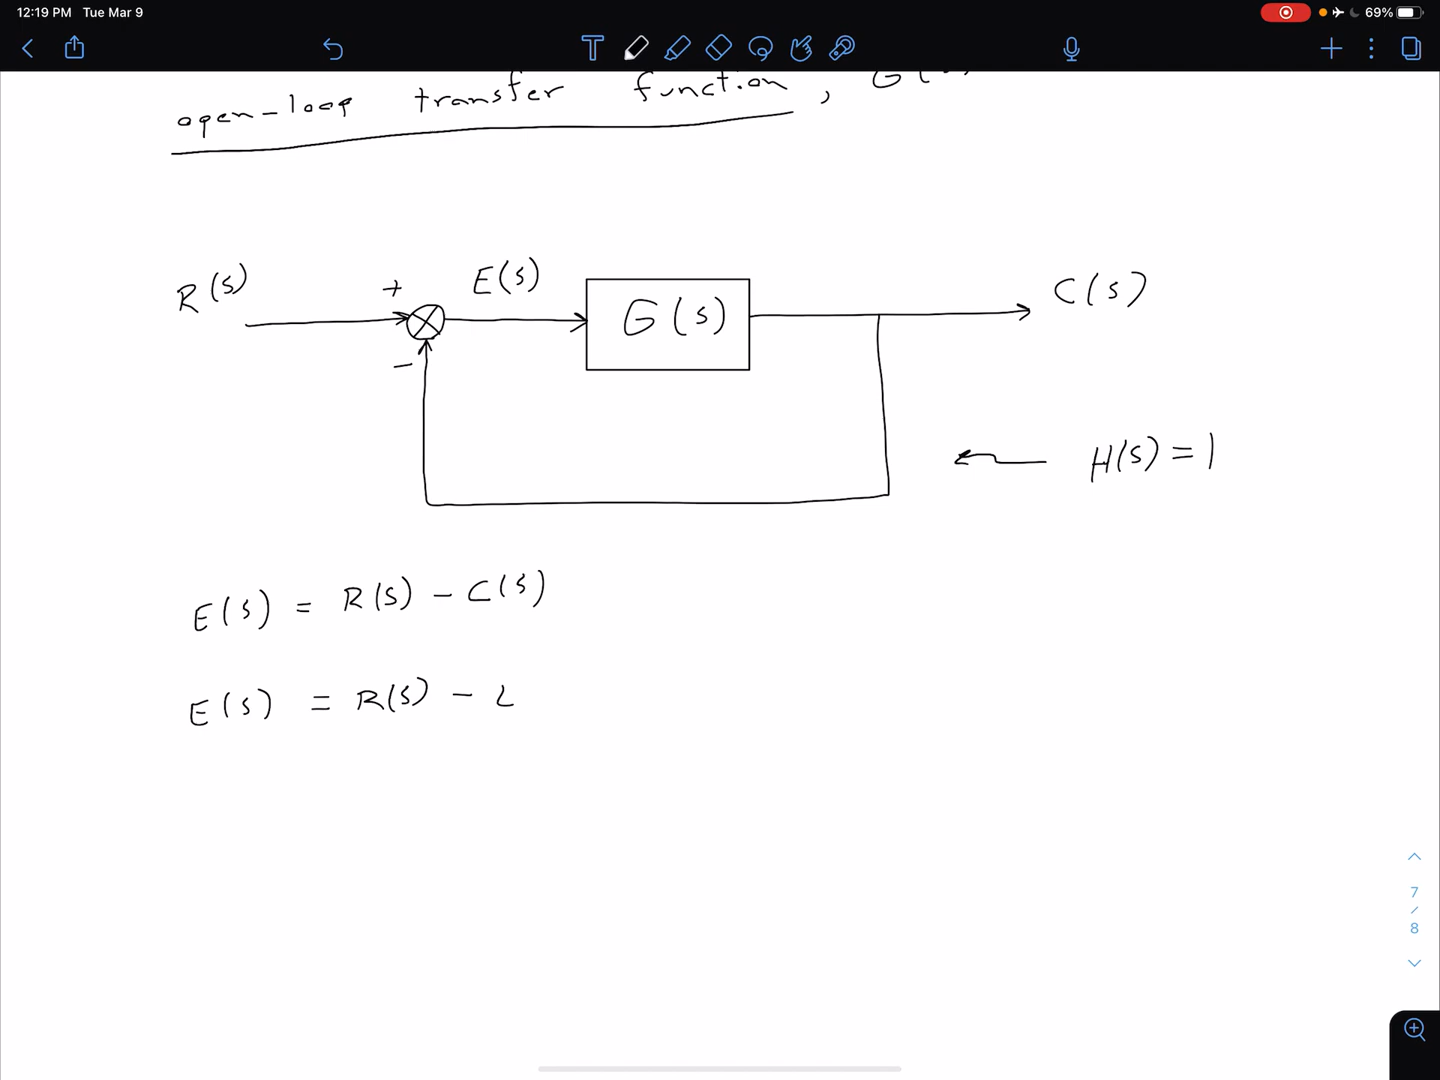 12:19 PM Tue Mar 9
69%
T
open-loop transfer function,
R(s)
+
E(s)
G(s)
C(s)
-
H(s) = 1
E(s) = R(s) - C(s)
E(s) = R(s) -
7
/
8